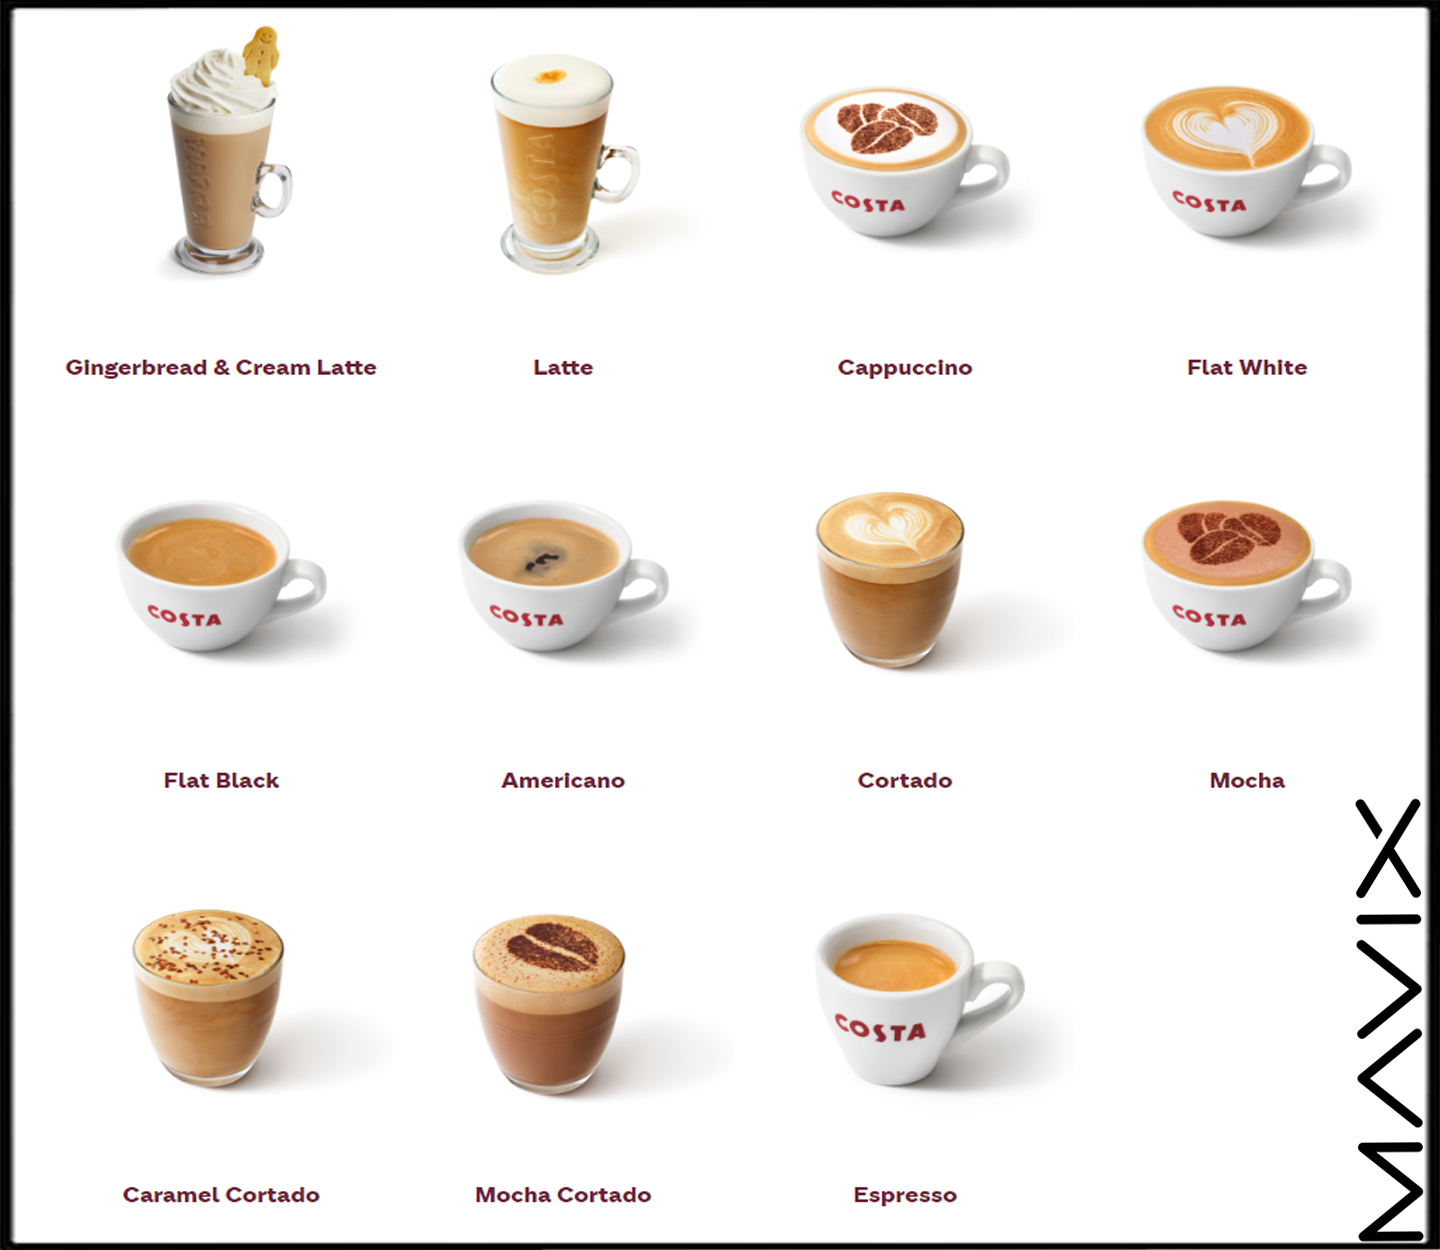 COSTA
COSTA
COSTA
COSTA
Gingerbread & Cream Latte
Latte
Cappuccino
Flat White
COSTA
COSTA
COSTA
Flat Black
Americano
Cortado
Mocha
COSTA
Caramel Cortado
Mocha Cortado
Espresso
MAVIX